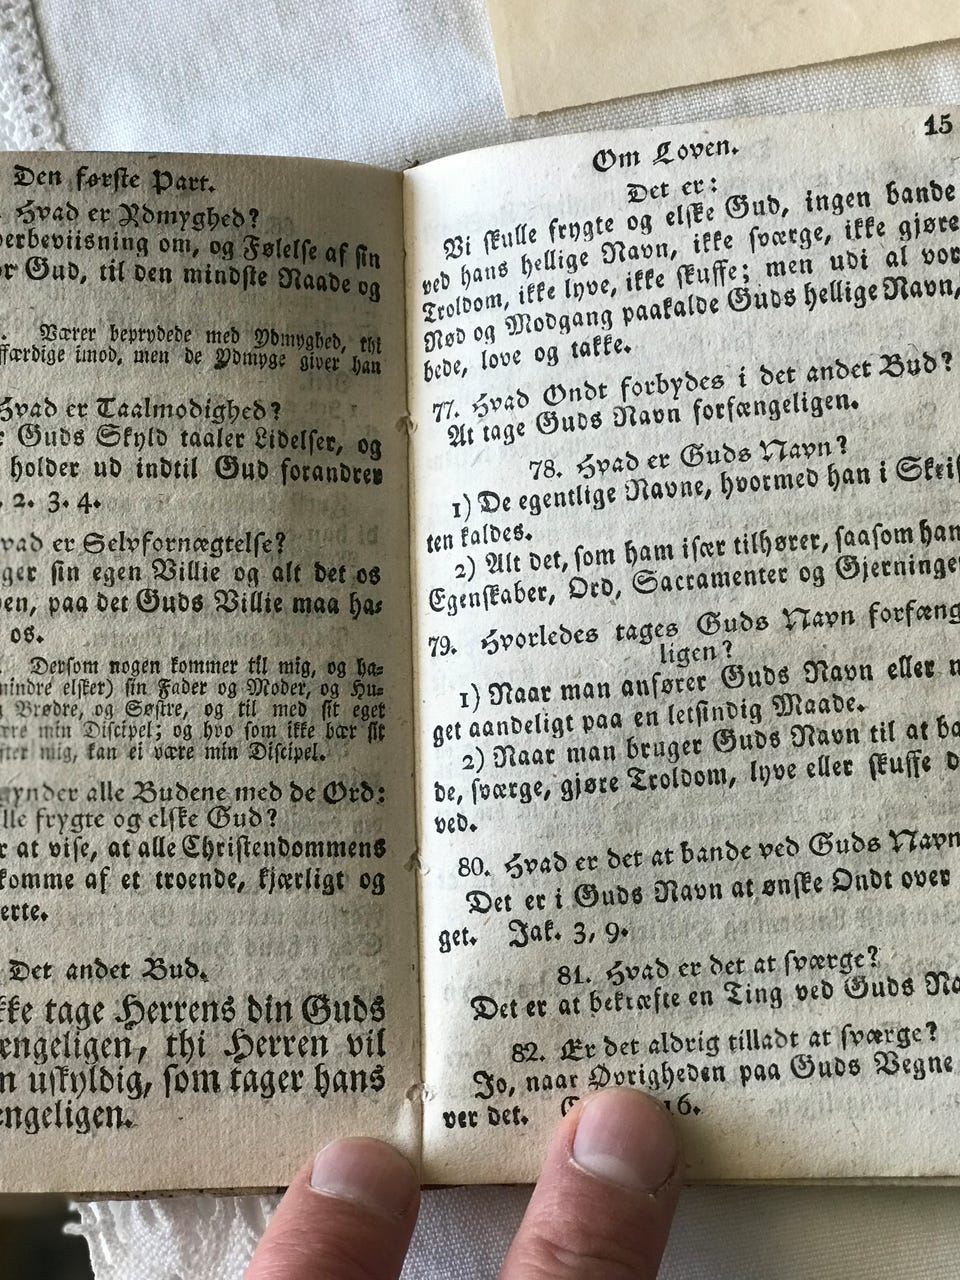 Den første Part.
Hvad er Ydmyghed?
verbeviisning om, og Følelse af sin
or Gud, til den mindste Naade og
Værer beprydede med Ydmyghed, thi
ffærdige imod, men de Ydmyge giver han
Hvad er Taalmodighed?
r Guds Skyld taaler Lidelser, og
holder ud indtil Gud forandrer
. 2. 3. 4.
vad er Selvfornægtelse?
ger sin egen Villie og alt det os
en, paa det Guds Villie maa ha=
os.
Dersom nogen kommer til mig, og ha=
mindre elsker) sin Fader og Moder, og Hu=
g Brødre, og Søstre, og til med sit eget
ære min Discipel; og hvo som ikke bær sit
fter mig, kan ei være min Discipel.
gynder alle Budene med de Ord:
lle frygte og elske Gud?
r at vise, at alle Christendommens
komme af et troende, kjærligt og
erte.
Det andet Bud.
kke tage Herrens din Guds
ængeligen, thi Herren vil
n uskyldig, som tager hans
ængeligen.
15
Om Loven.
Det er:
Vi skulle frygte og elske Gud, ingen bande
ved hans hellige Navn, ikke sværge, ikke gjøre
Troldom, ikke lyve, ikke skuffe; men udi al vor
Nød og Modgang paakalde Guds hellige Navn,
bede, love og takke.
77. Hvad Ondt forbydes i det andet Bud?
At tage Guds Navn forfængeligen.
78. Hvad er Guds Navn?
1) De egentlige Navne, hvormed han i Skrif
ten kaldes.
2) Alt det, som ham især tilhører, saasom han
Egenskaber, Ord, Sacramenter og Gjerninger
79. Hvorledes tages Guds Navn forfæng
ligen?
1) Naar man anfører Guds Navn eller n
get aandeligt paa en letsindig Maade.
2) Naar man bruger Guds Navn til at ba
de, sværge, gjøre Troldom, lyve eller skuffe d
ved.
80. Hvad er det at bande ved Guds Navn
Det er i Guds Navn at ønske Ondt over
get. Jak. 3, 9.
81. Hvad er det at sværge?
Det er at bekræfte en Ting ved Guds Na
82. Er det aldrig tilladt at sværge?
Jo, naar Øvrigheden paa Guds Vegne
ver det. 16.